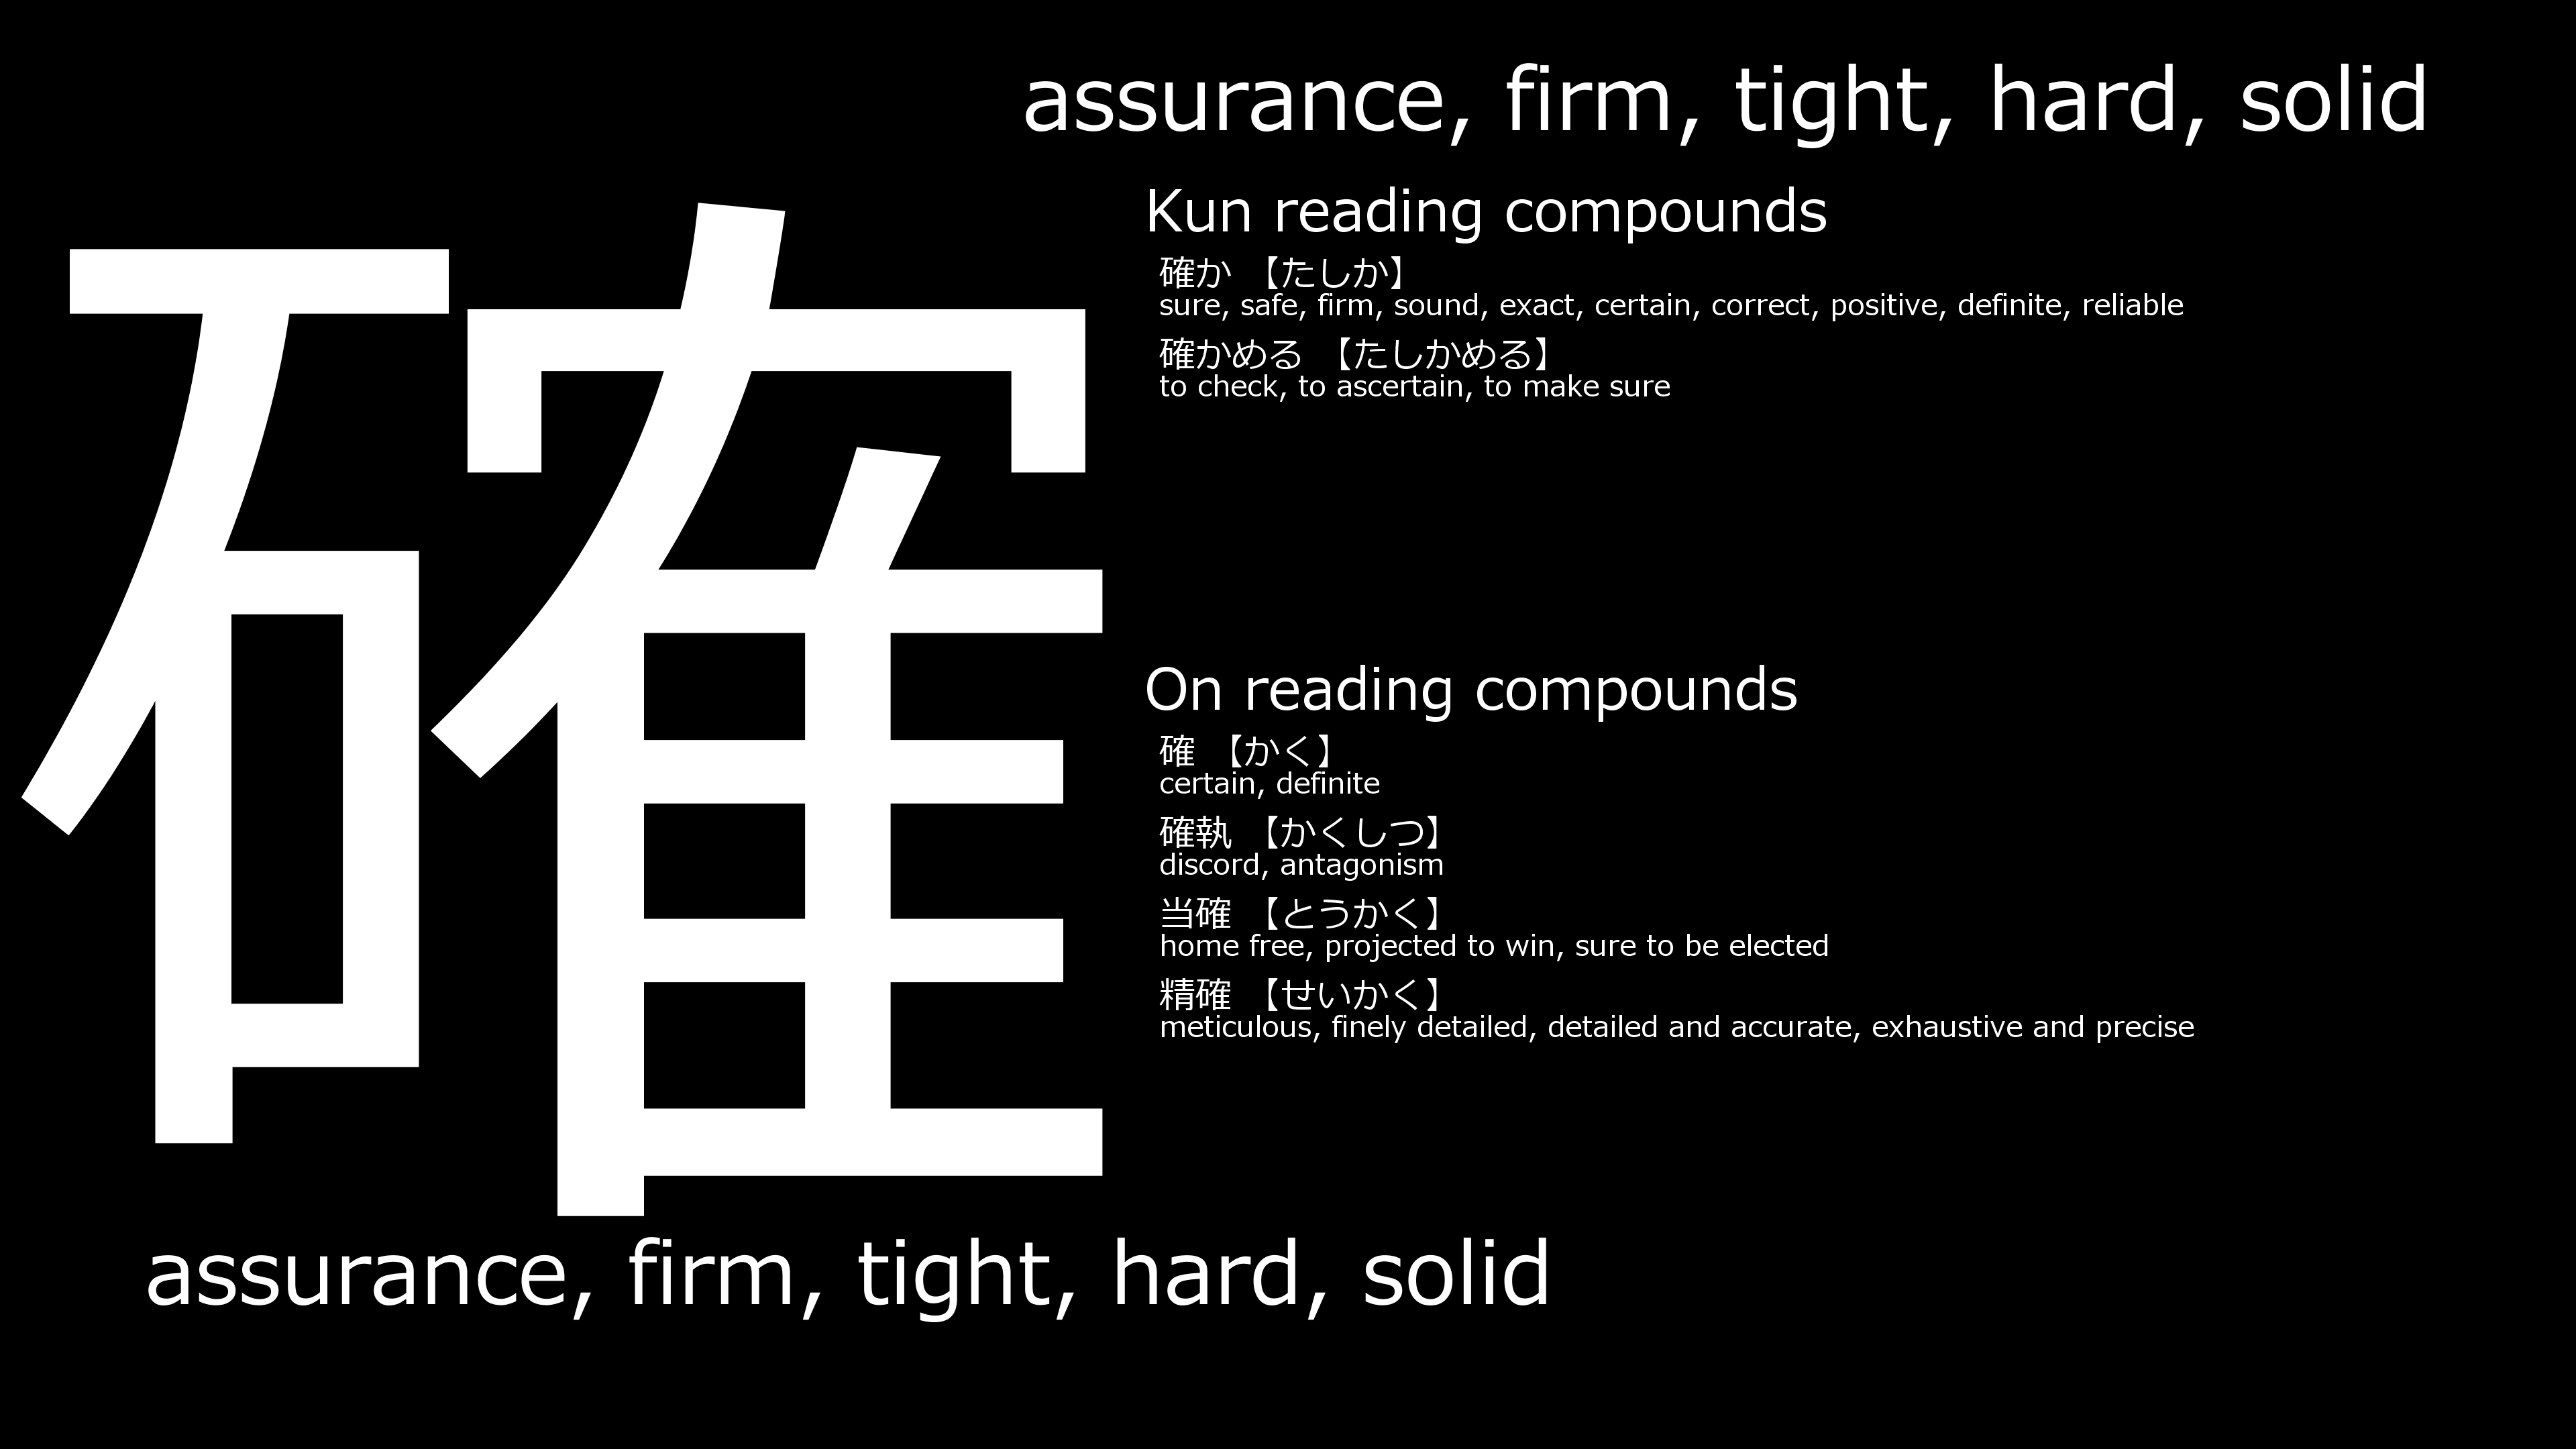 assurance, firm, tight, hard, solid
確
Kun reading compounds
確か 【たしか】
sure, safe, firm, sound, exact, certain, correct, positive, definite, reliable
確かめる 【たしかめる】
to check, to ascertain, to make sure
On reading compounds
確 【かく】
certain, definite
確執 【かくしつ】
discord, antagonism
当確 【とうかく】
home free, projected to win, sure to be elected
精確 【せいかく】
meticulous, finely detailed, detailed and accurate, exhaustive and precise
assurance, firm, tight, hard, solid